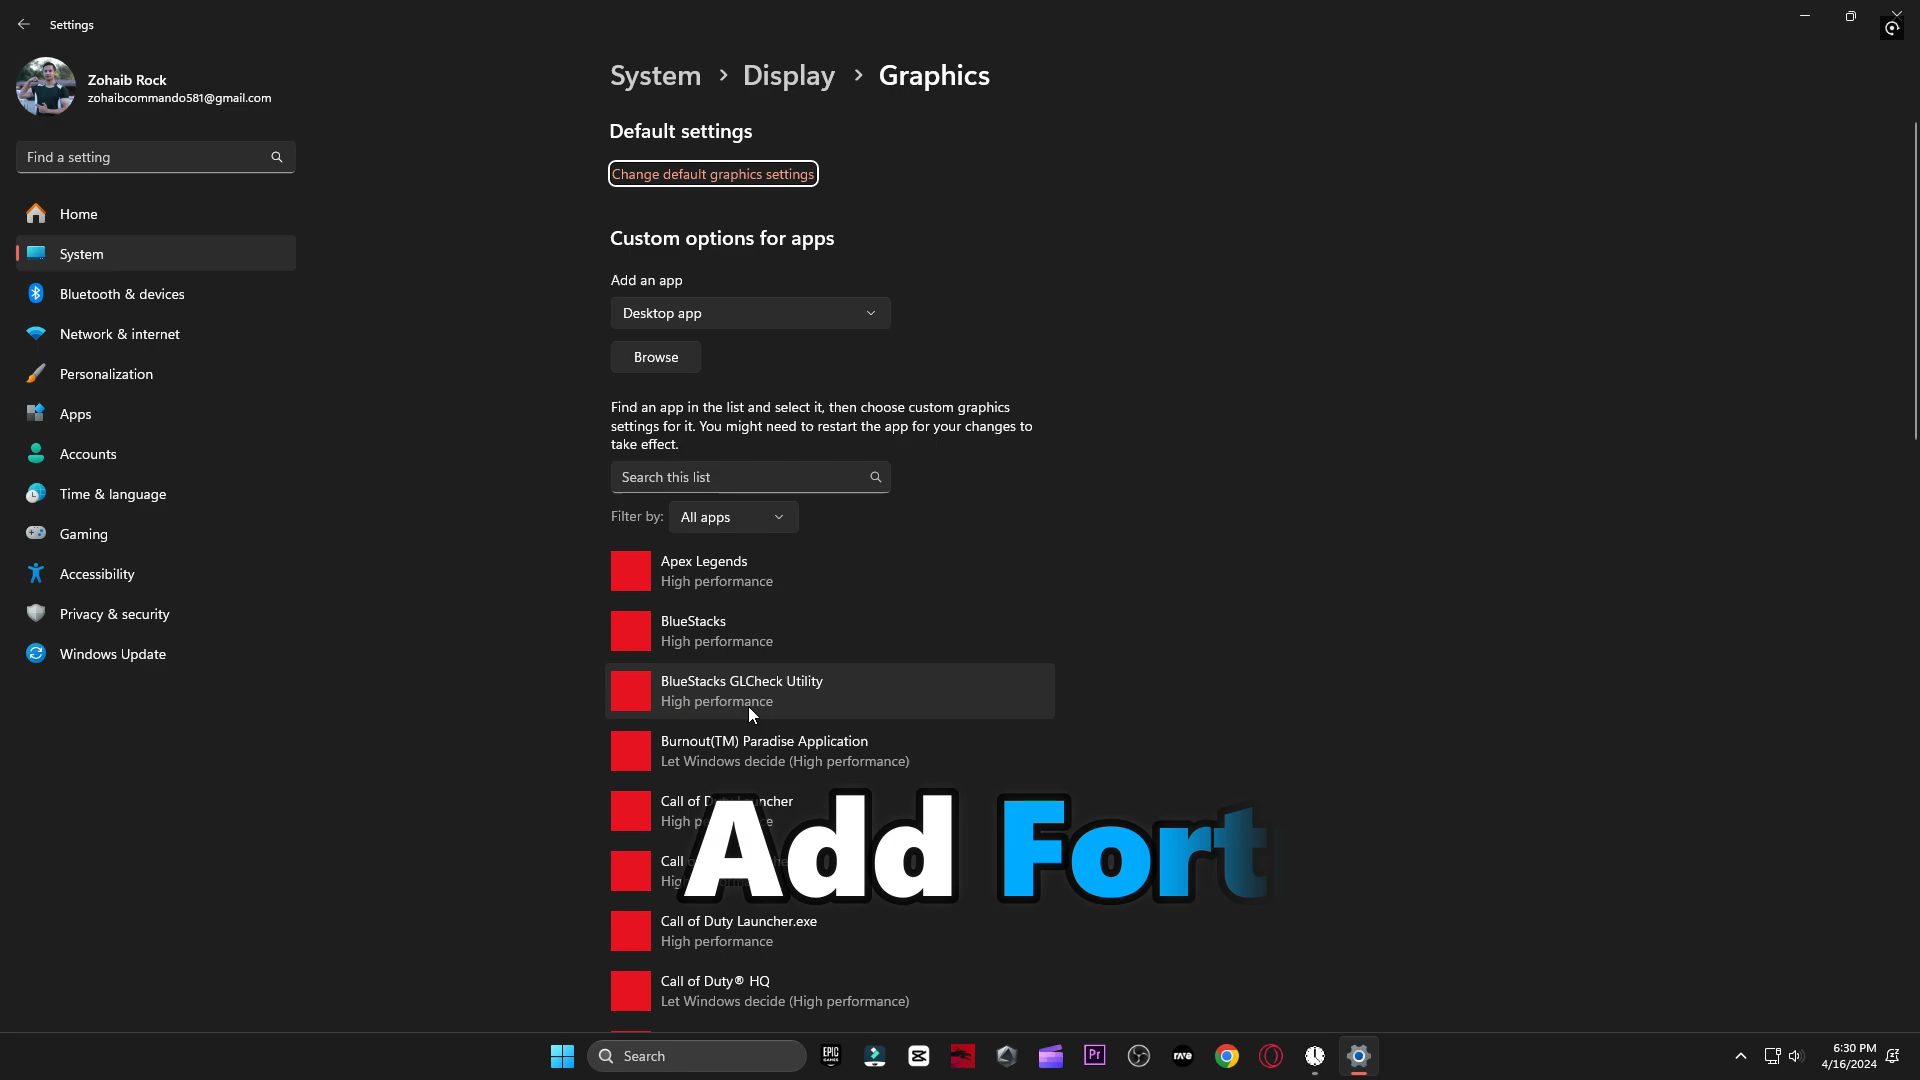 Settings
Zohaib Rock
zohaibcommando581@gmail.com
Find a setting
Home
System
Bluetooth & devices
Network & internet
Personalization
Apps
Accounts
Time & language
Gaming
Accessibility
Privacy & security
Windows Update
System > Display > Graphics
Default settings
Change default graphics settings
Custom options for apps
Add an app
Desktop app
Browse
Find an app in the list and select it, then choose custom graphics
settings for it. You might need to restart the app for your changes to
take effect.
Search this list
Filter by: All apps
Apex Legends
High performance
BlueStacks
High performance
BlueStacks GLCheck Utility
High performance
Burnout(TM) Paradise Application
Let Windows decide (High performance)
Call of
Add Fort
Call
Call of Duty Launcher.exe
High performance
Call of Duty® HQ
Let Windows decide (High performance)
Search
EPIC GAMES
Pr
rave
6:30 PM
4/16/2024